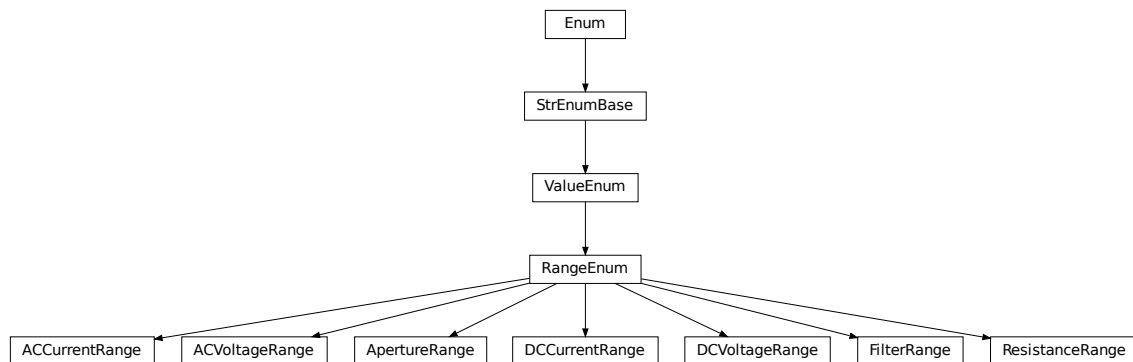 Enum
StrEnumBase
ValueEnum
RangeEnum
ACCurrentRange
ACVoltageRange
ApertureRange
DCCurrentRange
DCVoltageRange
FilterRange
ResistanceRange